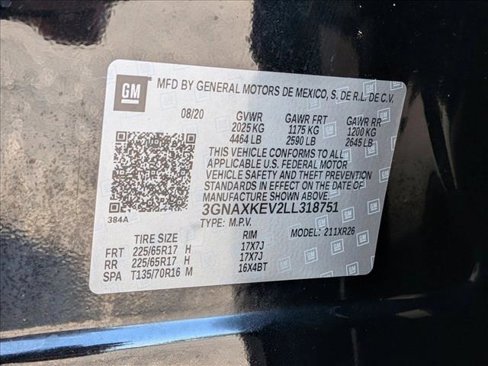 GM
MFD BY GENERAL MOTORS DE MEXICO, S. DE R.L. DE C.V.
08/20 GVWR GAWR FRT GAWR RR
2025 KG 1175 KG 1200 KG
4464 LB 2590 LB 2645 LB
THIS VEHICLE CONFORMS TO ALL
APPLICABLE U.S. FEDERAL MOTOR
VEHICLE SAFETY AND THEFT PREVENTION
STANDARDS IN EFFECT ON THE DATE OF
MANUFACTURE SHOWN ABOVE.
384A
3GNAXKEV2LL318751
TYPE: M.P.V. MODEL: 211XR26
TIRE SIZE RIM
FRT 225/65R17 H 17X7J
RR 225/65R17 H 17X7J
SPA T135/70R16 M 16X4BT